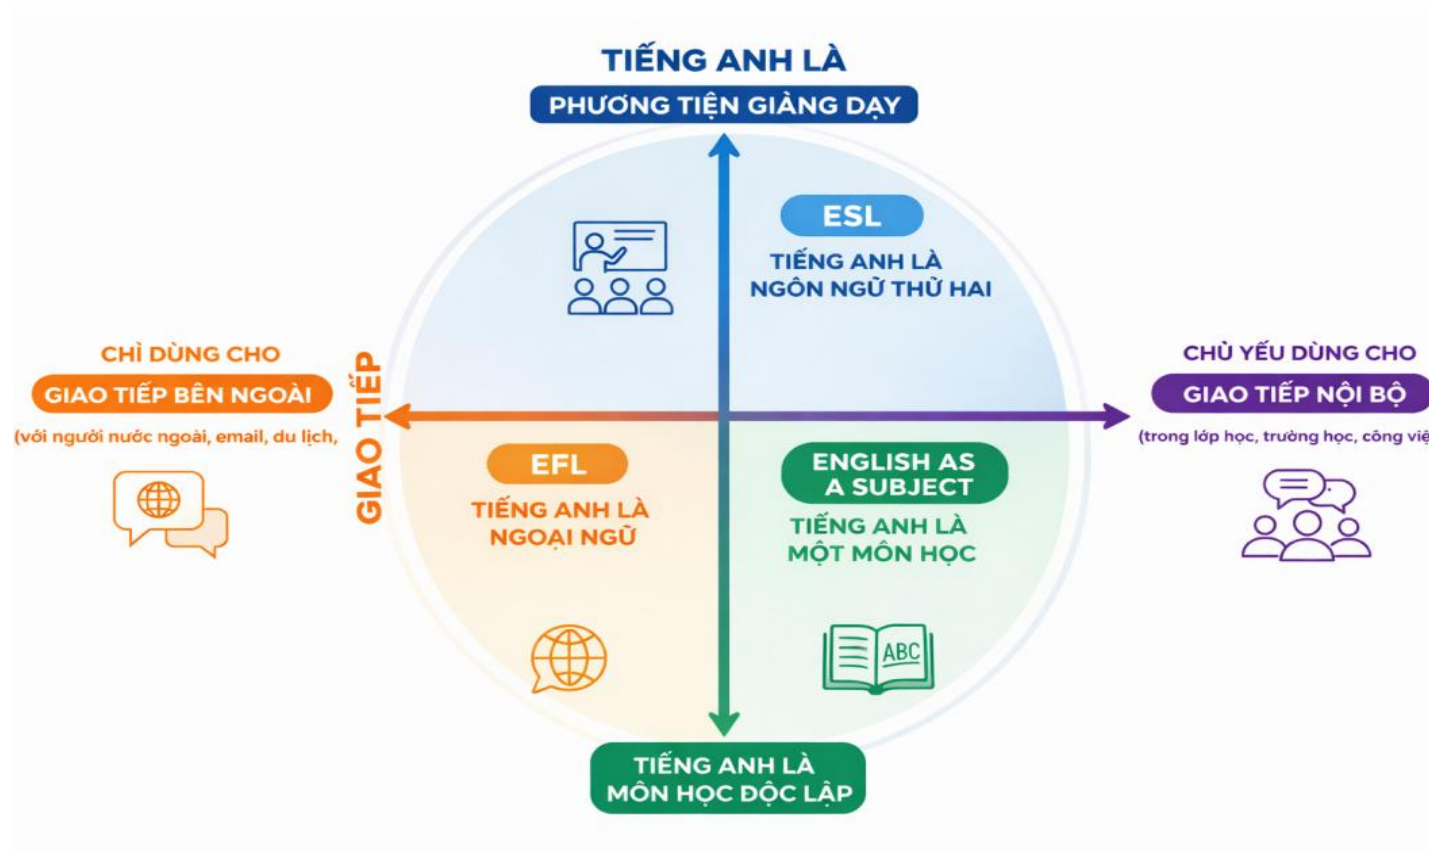 TIẾNG ANH LÀ
PHƯƠNG TIỆN GIẢNG DẠY
ESL
TIẾNG ANH LÀ
NGÔN NGỮ THỨ HAI
CHỈ DÙNG CHO
GIAO TIẾP BÊN NGOÀI
(với người nước ngoài, email, du lịch,
GIAO TIẾP
CHỦ YẾU DÙNG CHO
GIAO TIẾP NỘI BỘ
(trong lớp học, trường học, công việ
EFL
TIẾNG ANH LÀ
NGOẠI NGỮ
ENGLISH AS
A SUBJECT
TIẾNG ANH LÀ
MỘT MÔN HỌC
ABC
TIẾNG ANH LÀ
MÔN HỌC ĐỘC LẬP